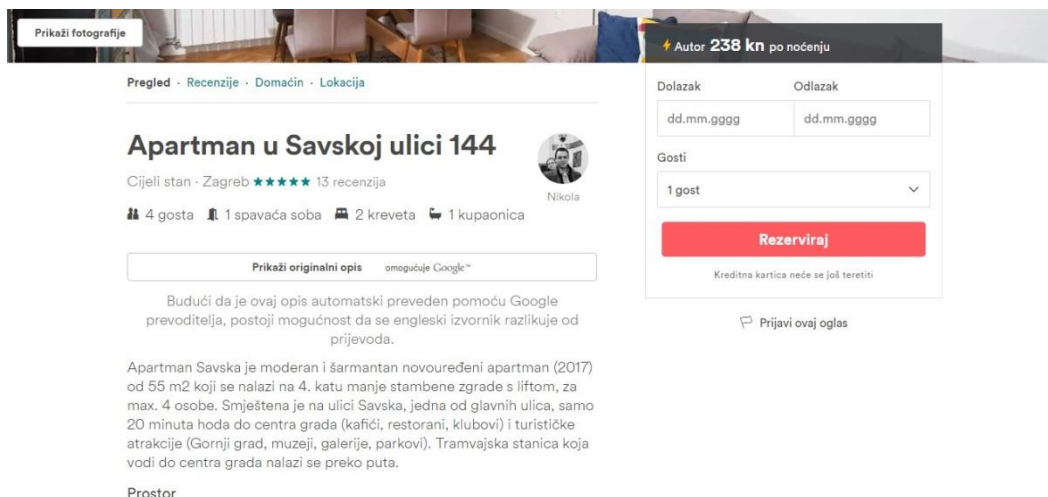 Prikaži fotografije
Autor 238 kn po noćenju
Pregled · Recenzije · Domaćin · Lokacija
Dolazak Odlazak
dd.mm.gggg dd.mm.gggg
Gosti
1 gost
Rezerviraj
Kreditna kartica neće se još teretiti
Prijavi ovaj oglas
Apartman u Savskoj ulici 144
Cijeli stan · Zagreb ★★★★★ 13 recenzija
Nikola
4 gosta 1 spavaća soba 2 kreveta 1 kupaonica
Prikaži originalni opis omogućuje Google™
Budući da je ovaj opis automatski preveden pomoću Google
prevoditelja, postoji mogućnost da se engleski izvornik razlikuje od
prijevoda.
Apartman Savska je moderan i šarmantan novouređeni apartman (2017)
od 55 m2 koji se nalazi na 4. katu manje stambene zgrade s liftom, za
max. 4 osobe. Smještena je na ulici Savska, jedna od glavnih ulica, samo
20 minuta hoda do centra grada (kafići, restorani, klubovi) i turističke
atrakcije (Gornji grad, muzeji, galerije, parkovi). Tramvajska stanica koja
vodi do centra grada nalazi se preko puta.
Prostor